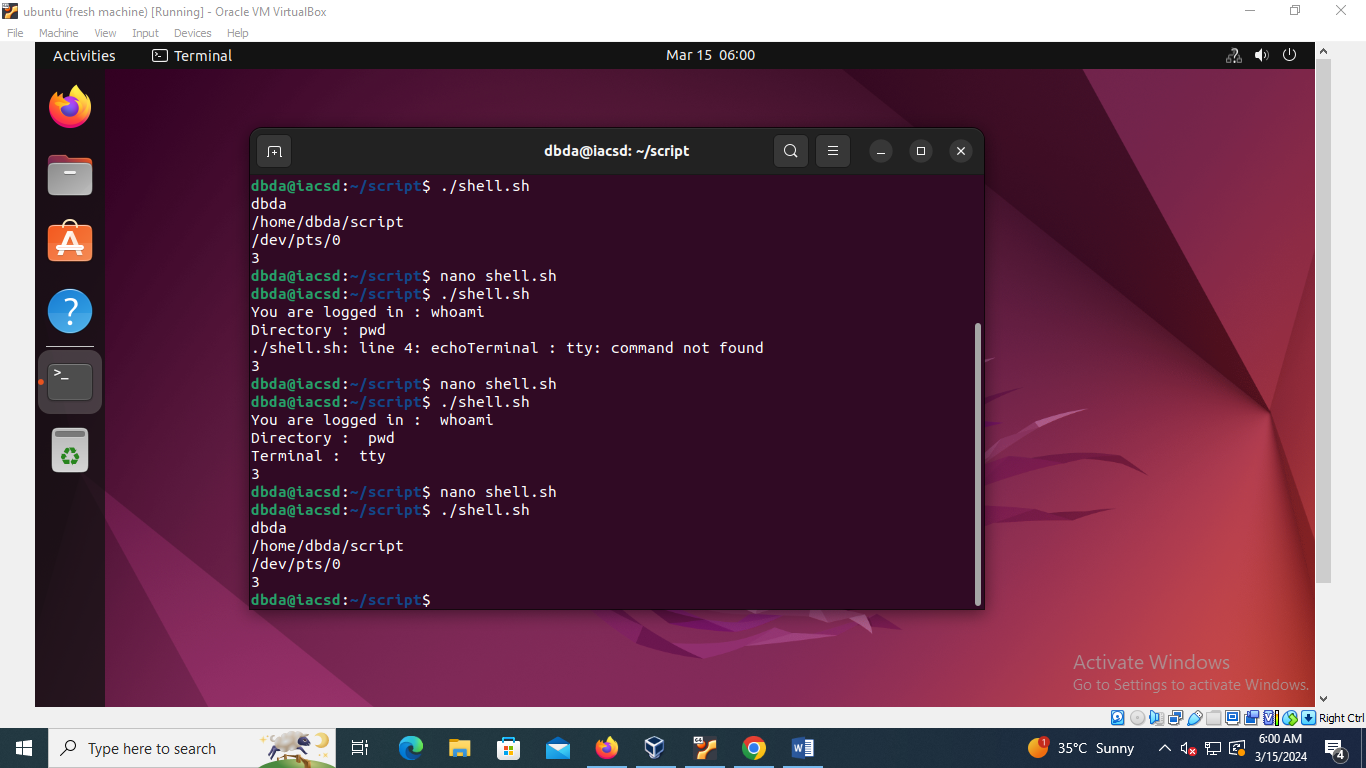 ubuntu (fresh machine) [Running] - Oracle VM VirtualBox
File Machine View Input Devices Help
Activities Terminal Mar 15 06:00
dbda@iacsd: ~/script
dbda@iacsd:~/script$ ./shell.sh
dbda
/home/dbda/script
/dev/pts/0
3
dbda@iacsd:~/script$ nano shell.sh
dbda@iacsd:~/script$ ./shell.sh
You are logged in : whoami
Directory : pwd
./shell.sh: line 4: echoTerminal : tty: command not found
3
dbda@iacsd:~/script$ nano shell.sh
dbda@iacsd:~/script$ ./shell.sh
You are logged in :  whoami
Directory :  pwd
Terminal :  tty
3
dbda@iacsd:~/script$ nano shell.sh
dbda@iacsd:~/script$ ./shell.sh
dbda
/home/dbda/script
/dev/pts/0
3
dbda@iacsd:~/script$
Activate Windows
Go to Settings to activate Windows.
Right Ctrl
Type here to search
1
35°C Sunny
6:00 AM
3/15/2024
4